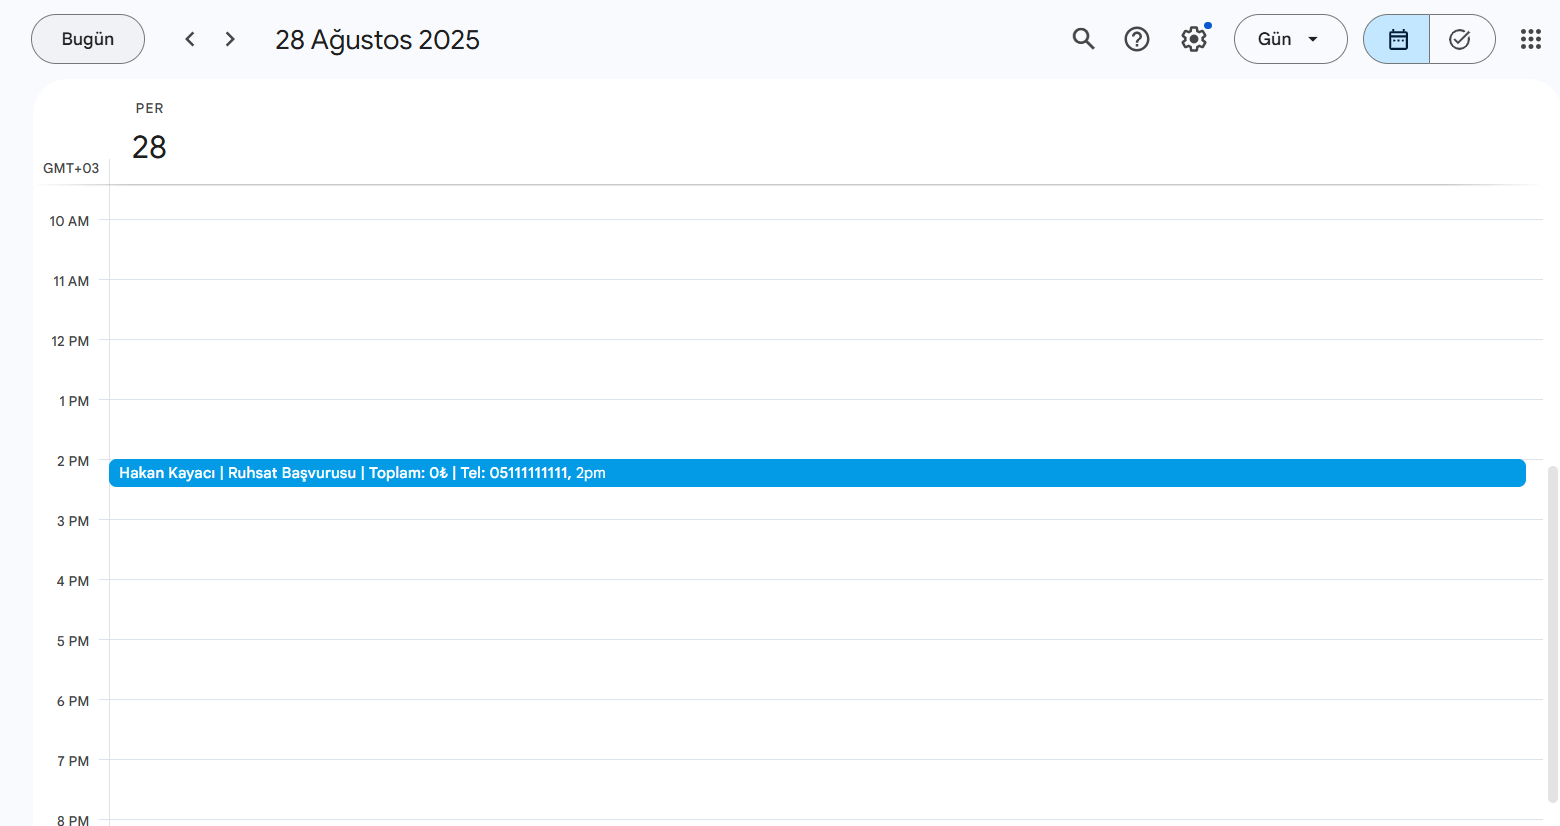 Bugün
28 Ağustos 2025
Gün
PER
28
GMT+03
10 AM
11 AM
12 PM
1 PM
2 PM
Hakan Kayacı | Ruhsat Başvurusu | Toplam: 0₺ | Tel: 05111111111, 2pm
3 PM
4 PM
5 PM
6 PM
7 PM
8 PM